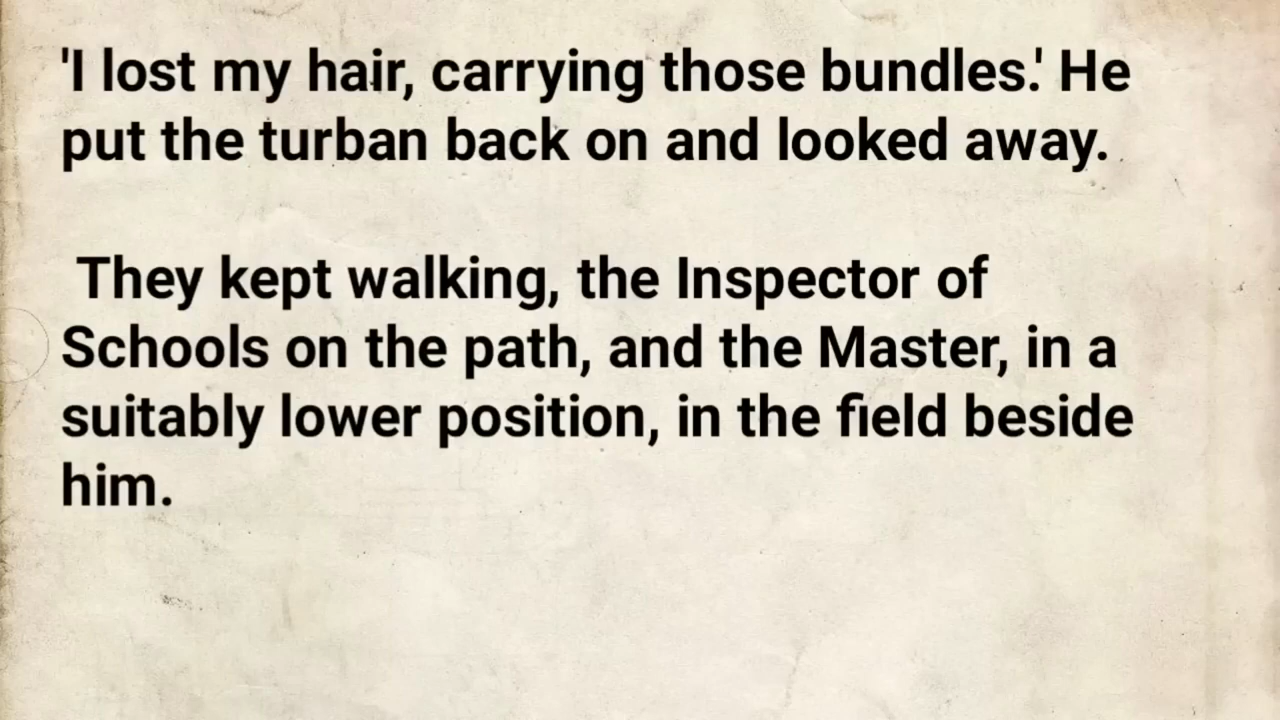 'I lost my hair, carrying those bundles.' He
put the turban back on and looked away.
They kept walking, the Inspector of
Schools on the path, and the Master, in a
suitably lower position, in the field beside
him.